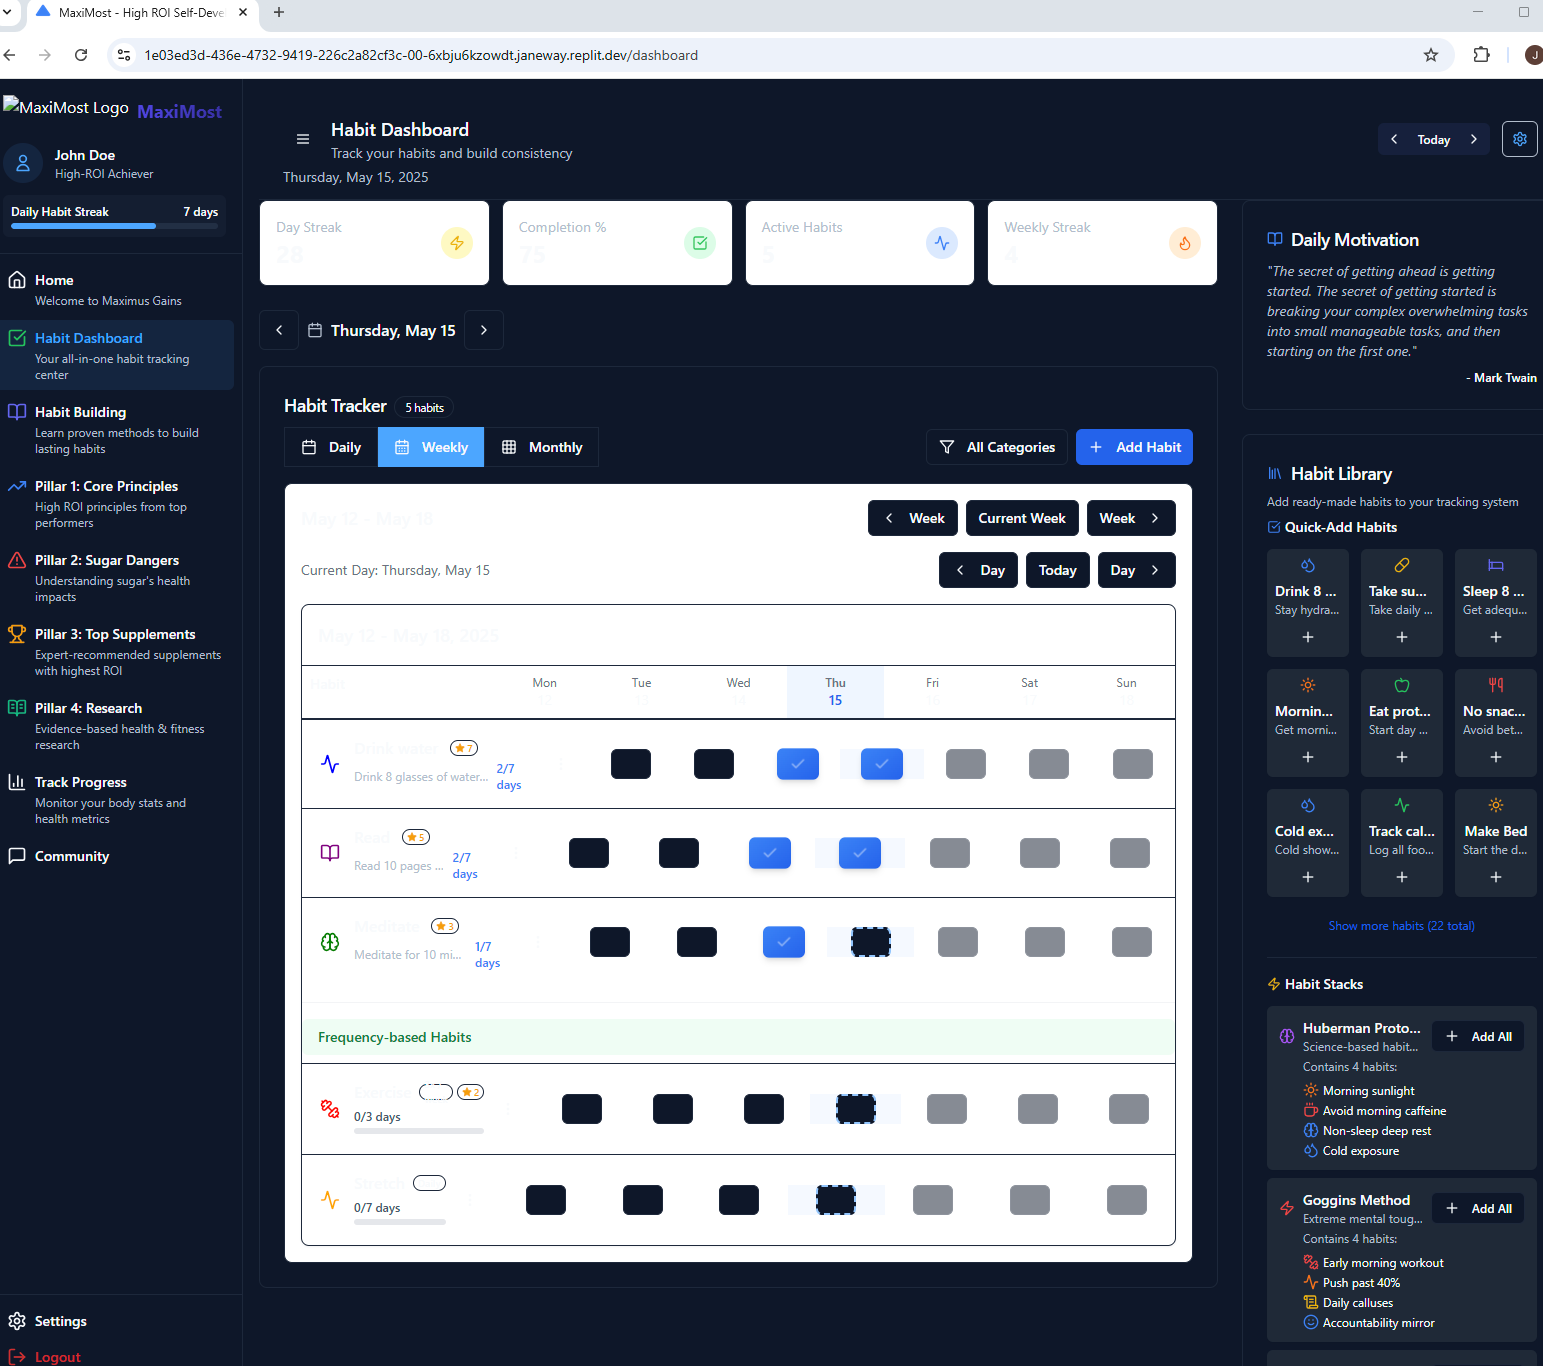 MaxiMost - High ROI Self-Deve
1e03ed3d-436e-4732-9419-226c2a82cf3c-00-6xbju6kzowdt.janeway.replit.dev/dashboard
J
MaxiMost Logo MaxiMost
John Doe
High-ROI Achiever
Daily Habit Streak 7 days
Home
Welcome to Maximus Gains
Habit Dashboard
Your all-in-one habit tracking
center
Habit Building
Learn proven methods to build
lasting habits
Pillar 1: Core Principles
High ROI principles from top
performers
Pillar 2: Sugar Dangers
Understanding sugar's health
impacts
Pillar 3: Top Supplements
Expert-recommended supplements
with highest ROI
Pillar 4: Research
Evidence-based health & fitness
research
Track Progress
Monitor your body stats and
health metrics
Community
Settings
Logout
Habit Dashboard
Track your habits and build consistency
Thursday, May 15, 2025
Today
Day Streak
28
Completion %
75
Active Habits
5
Weekly Streak
4
Thursday, May 15
Habit Tracker 5 habits
Daily Weekly Monthly
All Categories
Add Habit
May 12 - May 18
Week Current Week Week
Current Day: Thursday, May 15
Day Today Day
May 12 - May 18, 2025
Habit Mon Tue Wed Thu Fri Sat Sun
15
Drink water 7
Drink 8 glasses of water...
2/7
days
Read 5
Read 10 pages ...
2/7
days
Meditate 3
Meditate for 10 mi...
1/7
days
Frequency-based Habits
Exercise 2
0/3 days
Stretch
0/7 days
Daily Motivation
"The secret of getting ahead is getting
started. The secret of getting started is
breaking your complex overwhelming tasks
into small manageable tasks, and then
starting on the first one."
- Mark Twain
Habit Library
Add ready-made habits to your tracking system
Quick-Add Habits
Drink 8 ...
Stay hydra...
Take su...
Take daily ...
Sleep 8 ...
Get adequ...
Mornin...
Get morni...
Eat prot...
Start day ...
No snac...
Avoid bet...
Cold ex...
Cold show...
Track cal...
Log all foo...
Make Bed
Start the d...
Show more habits (22 total)
Habit Stacks
Huberman Proto...
Science-based habit...
Add All
Contains 4 habits:
Morning sunlight
Avoid morning caffeine
Non-sleep deep rest
Cold exposure
Goggins Method
Extreme mental toug...
Add All
Contains 4 habits:
Early morning workout
Push past 40%
Daily calluses
Accountability mirror